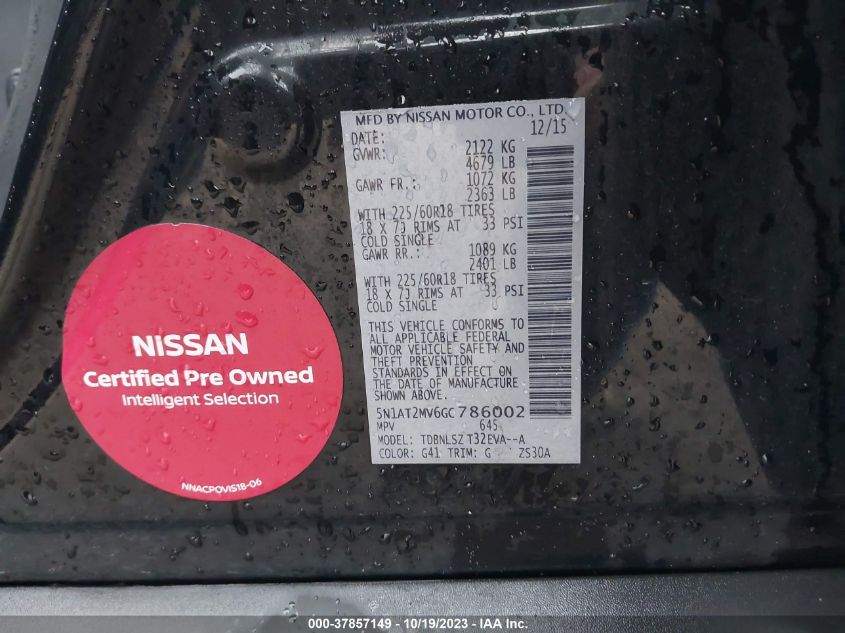 MFD BY NISSAN MOTOR CO., LTD.
DATE: 12/15
GVWR: 2122 KG
4679 LB
GAWR FR.: 1072 KG
2363 LB
WITH 225/60R18 TIRES
18 X 7J RIMS AT 33 PSI
COLD SINGLE
GAWR RR.: 1089 KG
2401 LB
WITH 225/60R18 TIRES
18 X 7J RIMS AT 33 PSI
COLD SINGLE
THIS VEHICLE CONFORMS TO
ALL APPLICABLE FEDERAL
MOTOR VEHICLE SAFETY AND
THEFT PREVENTION
STANDARDS IN EFFECT ON
THE DATE OF MANUFACTURE
SHOWN ABOVE.
5N1AT2MV6GC786002
MPV 645
MODEL: TDBNLSZ T32EVA--A
COLOR: G41 TRIM: G ZS30A
NISSAN
Certified Pre Owned
Intelligent Selection
NNACPOVIS18-06
000-37857149 - 10/19/2023 - IAA Inc.